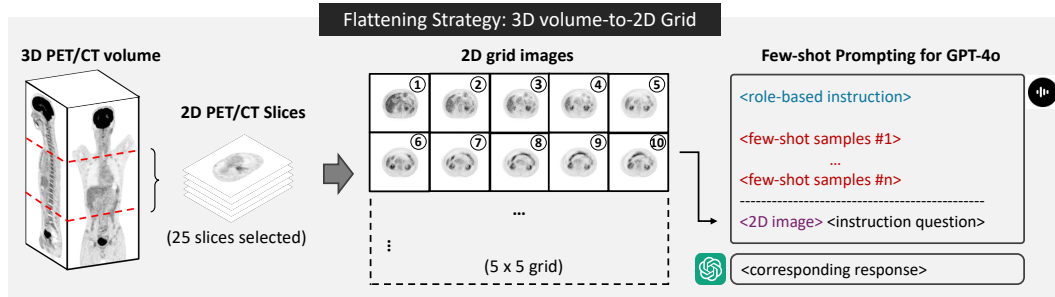 Flattening Strategy: 3D volume-to-2D Grid
3D PET/CT volume
2D PET/CT Slices
(25 slices selected)
2D grid images
1 2 3 4 5
6 7 8 9 10
...
...
(5 x 5 grid)
Few-shot Prompting for GPT-4o
<role-based instruction>
<few-shot samples #1>
...
<few-shot samples #n>
<2D image> <instruction question>
<corresponding response>